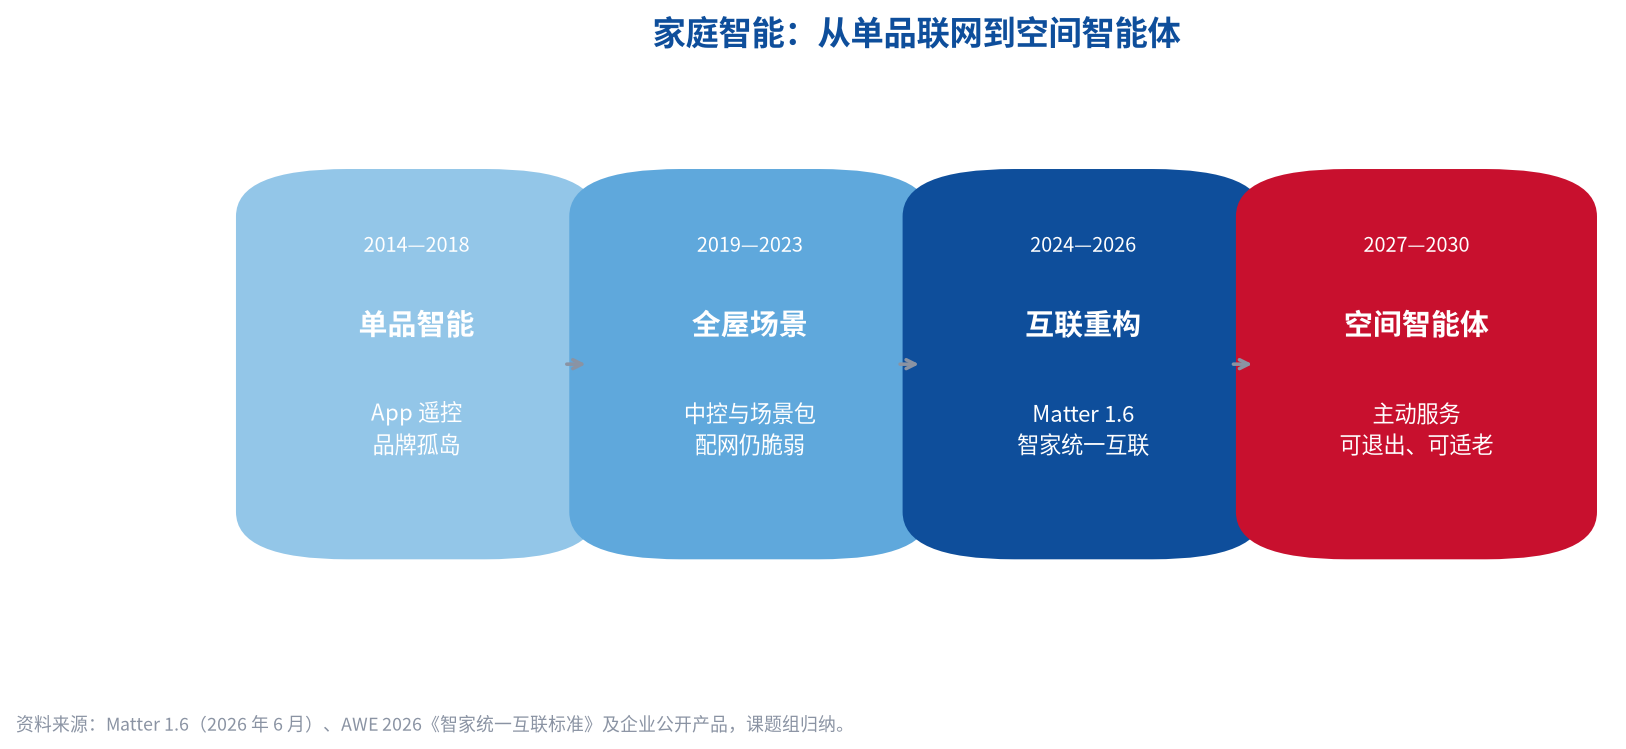 家庭智能：从单品联网到空间智能体
2014—2018
单品智能
App 遥控
品牌孤岛
2019—2023
全屋场景
中控与场景包
配网仍脆弱
2024—2026
互联重构
Matter 1.6
智家统一互联
2027—2030
空间智能体
主动服务
可退出、可适老
资料来源：Matter 1.6（2026 年 6 月）、AWE 2026《智家统一互联标准》及企业公开产品，课题组归纳。